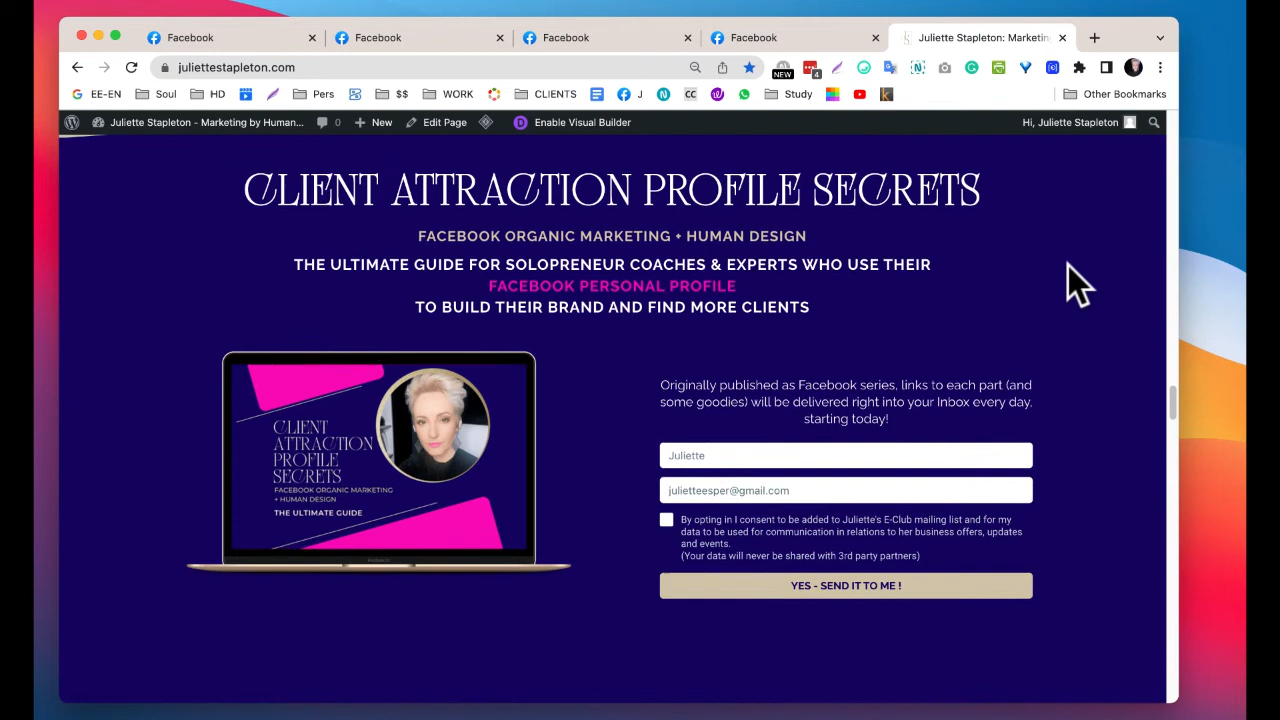 Facebook
Facebook
Facebook
Facebook
Juliette Stapleton: Marketing
juliettestapleton.com
NEW
4
EE-EN
Soul
HD
Pers
$$
WORK
CLIENTS
J
CC
Study
Other Bookmarks
Juliette Stapleton - Marketing by Human...
0
New
Edit Page
D
Enable Visual Builder
Hi, Juliette Stapleton
CLIENT ATTRACTION PROFILE SECRETS
FACEBOOK ORGANIC MARKETING + HUMAN DESIGN
THE ULTIMATE GUIDE FOR SOLOPRENEUR COACHES & EXPERTS WHO USE THEIR
FACEBOOK PERSONAL PROFILE
TO BUILD THEIR BRAND AND FIND MORE CLIENTS
CLIENT
ATTRACTION
PROFILE
SECRETS
FACEBOOK ORGANIC MARKETING
+ HUMAN DESIGN
THE ULTIMATE GUIDE
Originally published as Facebook series, links to each part (and
some goodies) will be delivered right into your Inbox every day,
starting today!
Juliette
julietteesper@gmail.com
By opting in I consent to be added to Juliette's E-Club mailing list and for my
data to be used for communication in relations to her business offers, updates
and events.
(Your data will never be shared with 3rd party partners)
YES - SEND IT TO ME !